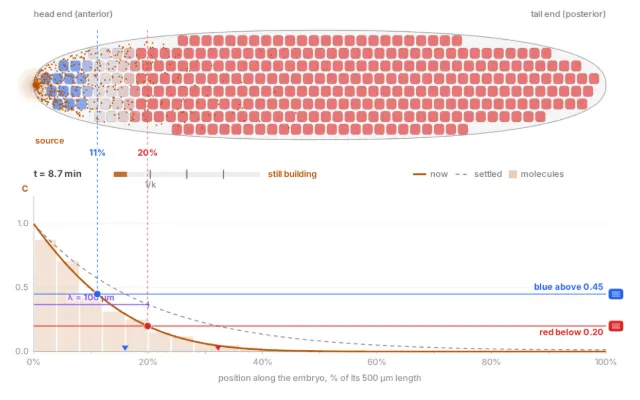 head end (anterior)
tail end (posterior)
source
11%
20%
t = 8.7 min
still building
now
settled
molecules
1/k
C
1.0
0.5
0.0
blue above 0.45
λ = 100 µm
red below 0.20
0%
20%
40%
60%
80%
100%
position along the embryo, % of its 500 µm length